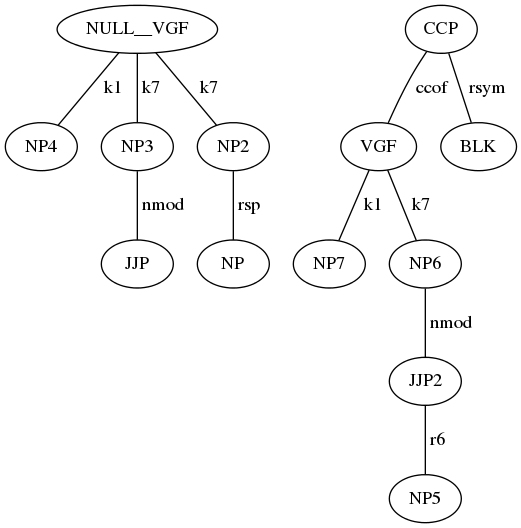 NULL__VGF CCP
k1 k7 k7 ccof rsym
NP4 NP3 NP2 VGF BLK
nmod rsp k1 k7
JJP NP NP7 NP6
nmod
JJP2
r6
NP5